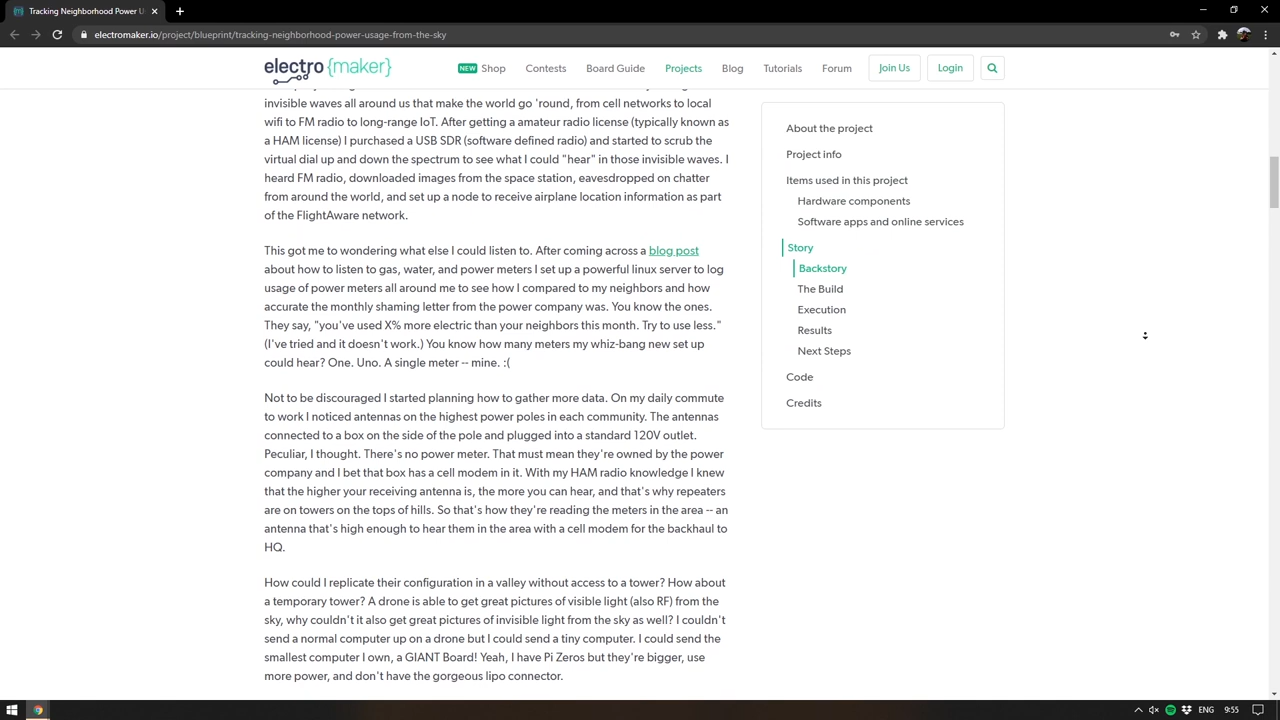 Tracking Neighborhood Power U
electromaker.io/project/blueprint/tracking-neighborhood-power-usage-from-the-sky
electro{maker}
NEW Shop
Contests
Board Guide
Projects
Blog
Tutorials
Forum
Join Us
Login
invisible waves all around us that make the world go 'round, from cell networks to local
wifi to FM radio to long-range IoT. After getting a amateur radio license (typically known as
a HAM license) I purchased a USB SDR (software defined radio) and started to scrub the
virtual dial up and down the spectrum to see what I could "hear" in those invisible waves. I
heard FM radio, downloaded images from the space station, eavesdropped on chatter
from around the world, and set up a node to receive airplane location information as part
of the FlightAware network.
This got me to wondering what else I could listen to. After coming across a blog post
about how to listen to gas, water, and power meters I set up a powerful linux server to log
usage of power meters all around me to see how I compared to my neighbors and how
accurate the monthly shaming letter from the power company was. You know the ones.
They say, "you've used X% more electric than your neighbors this month. Try to use less."
(I've tried and it doesn't work.) You know how many meters my whiz-bang new set up
could hear? One. Uno. A single meter -- mine. :(
Not to be discouraged I started planning how to gather more data. On my daily commute
to work I noticed antennas on the highest power poles in each community. The antennas
connected to a box on the side of the pole and plugged into a standard 120V outlet.
Peculiar, I thought. There's no power meter. That must mean they're owned by the power
company and I bet that box has a cell modem in it. With my HAM radio knowledge I knew
that the higher your receiving antenna is, the more you can hear, and that's why repeaters
are on towers on the tops of hills. So that's how they're reading the meters in the area -- an
antenna that's high enough to hear them in the area with a cell modem for the backhaul to
HQ.
How could I replicate their configuration in a valley without access to a tower? How about
a temporary tower? A drone is able to get great pictures of visible light (also RF) from the
sky, why couldn't it also get great pictures of invisible light from the sky as well? I couldn't
send a normal computer up on a drone but I could send a tiny computer. I could send the
smallest computer I own, a GIANT Board! Yeah, I have Pi Zeros but they're bigger, use
more power, and don't have the gorgeous lipo connector.
About the project
Project info
Items used in this project
Hardware components
Software apps and online services
Story
Backstory
The Build
Execution
Results
Next Steps
Code
Credits
ENG
9:55